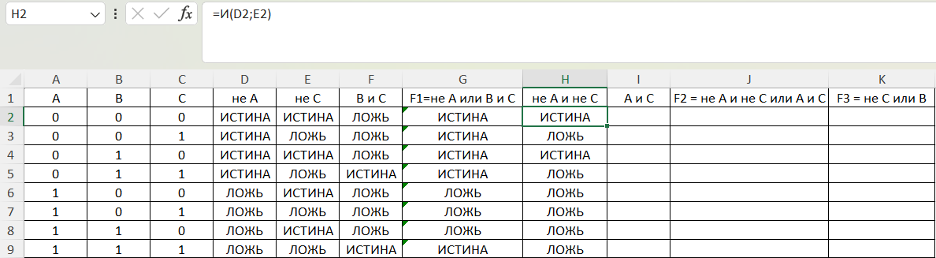 H2 fx =И(D2;E2)
A B C D E F G H I J K
1 A B C не A не C B и C F1=не A или B и C не A и не C A и C F2 = не A и не C или A и C F3 = не C или B
2 0 0 0 ИСТИНА ИСТИНА ЛОЖЬ ИСТИНА ИСТИНА
3 0 0 1 ИСТИНА ЛОЖЬ ЛОЖЬ ИСТИНА ЛОЖЬ
4 0 1 0 ИСТИНА ИСТИНА ЛОЖЬ ИСТИНА ИСТИНА
5 0 1 1 ИСТИНА ЛОЖЬ ИСТИНА ИСТИНА ЛОЖЬ
6 1 0 0 ЛОЖЬ ИСТИНА ЛОЖЬ ЛОЖЬ ЛОЖЬ
7 1 0 1 ЛОЖЬ ЛОЖЬ ЛОЖЬ ЛОЖЬ ЛОЖЬ
8 1 1 0 ЛОЖЬ ИСТИНА ЛОЖЬ ЛОЖЬ ЛОЖЬ
9 1 1 1 ЛОЖЬ ЛОЖЬ ИСТИНА ИСТИНА ЛОЖЬ